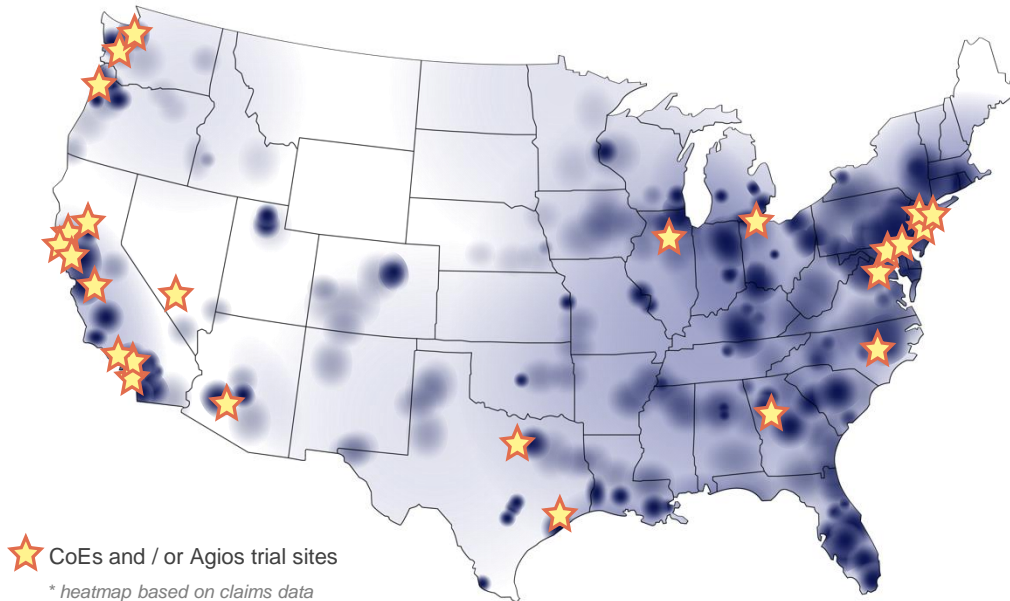 CoEs and / or Agios trial sites
* heatmap based on claims data